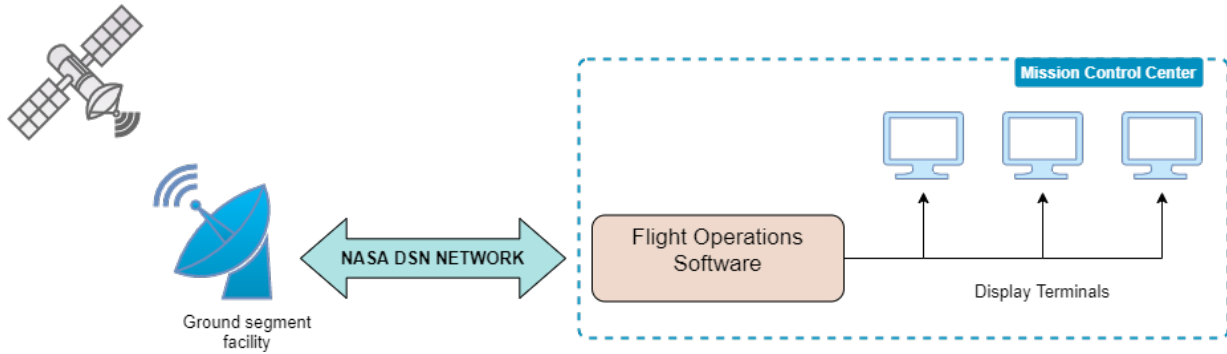 Mission Control Center
NASA DSN NETWORK
Flight Operations
Software
Display Terminals
Ground segment
facility